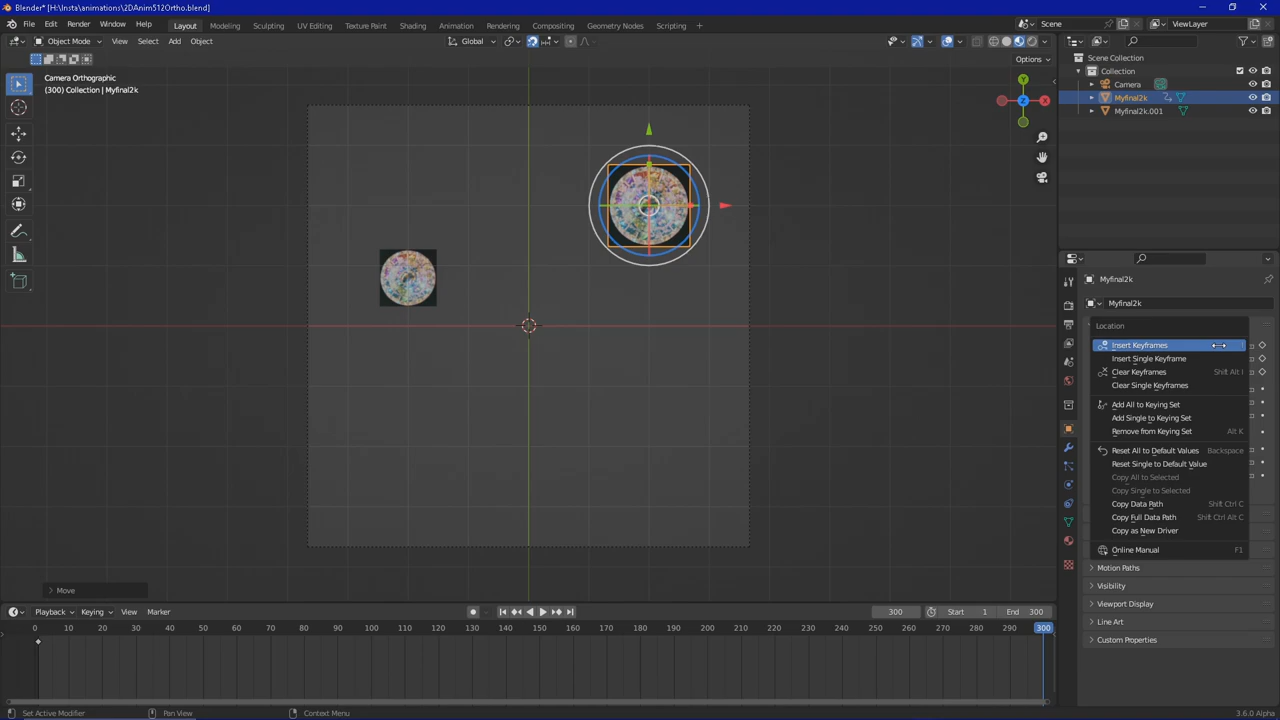 Blender* [H:\Insta\animations\2DAnim512Ortho.blend]
File Edit Render Window Help Layout Modeling Sculpting UV Editing Texture Paint Shading Animation Rendering Compositing Geometry Nodes Scripting + Scene ViewLayer
Object Mode View Select Add Object Global
Options
Camera Orthographic
(300) Collection | Myfinal2k
Y
Z
X
Scene Collection
Collection
Camera
Myfinal2k
Myfinal2k.001
Myfinal2k
Myfinal2k
Location
Insert Keyframes I
Insert Single Keyframe
Clear Keyframes Shift Alt I
Clear Single Keyframes
Add All to Keying Set
Add Single to Keying Set
Remove from Keying Set Alt K
Reset All to Default Values Backspace
Reset Single to Default Value
Copy All to Selected
Copy Single to Selected
Copy Data Path Shift Ctrl C
Copy Full Data Path Shift Ctrl Alt C
Copy as New Driver
Online Manual F1
Motion Paths
Visibility
Viewport Display
Line Art
Custom Properties
Move
Playback Keying View Marker 300 Start 1 End 300
0 10 20 30 40 50 60 70 80 90 100 110 120 130 140 150 160 170 180 190 200 210 220 230 240 250 260 270 280 290 300
Set Active Modifier Pan View Context Menu 3.6.0 Alpha